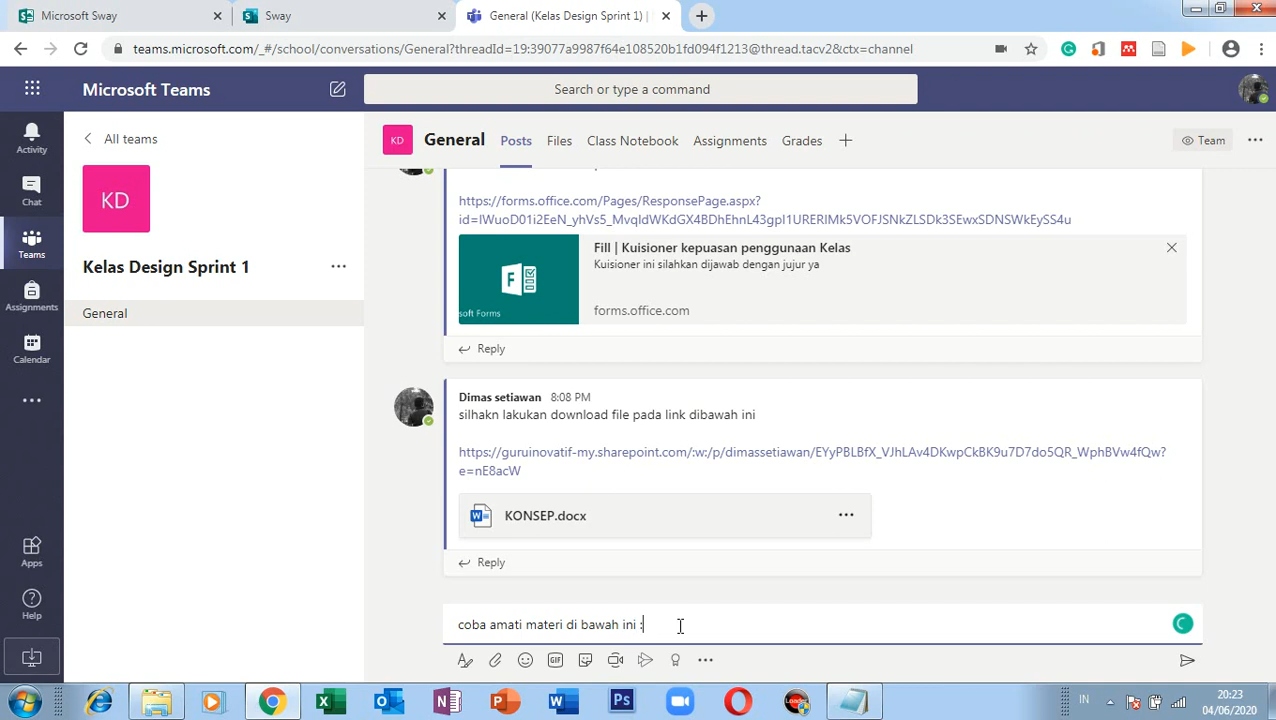 Microsoft Sway
Sway
General (Kelas Design Sprint 1) |
teams.microsoft.com/_#/school/conversations/General?threadId=19:39077a9987f64e108520b1fd094f1213@thread.tacv2&ctx=channel
Microsoft Teams
Search or type a command
Activity
Chat
Teams
Assignments
Calendar
Apps
Help
All teams
KD
Kelas Design Sprint 1
General
KD
General
Posts
Files
Class Notebook
Assignments
Grades
Team
https://forms.office.com/Pages/ResponsePage.aspx?
id=IWuoD01i2EeN_yhVs5_MvqIdWKdGX4BDhEhnL43gpI1URERIMk5VOFJSNkZLSDk3SEwxSDNSWkEySS4u
F
soft Forms
Fill | Kuisioner kepuasan penggunaan Kelas
Kuisioner ini silahkan dijawab dengan jujur ya
forms.office.com
Reply
Dimas setiawan 8:08 PM
silhakn lakukan download file pada link dibawah ini
https://guruinovatif-my.sharepoint.com/:w:/p/dimassetiawan/EYyPBLBfX_VJhLAv4DKwpCkBK9u7D7do5QR_WphBVw4fQw?
e=nE8acW
KONSEP.docx
Reply
coba amati materi di bawah ini :
GIF
IN
20:23
04/06/2020